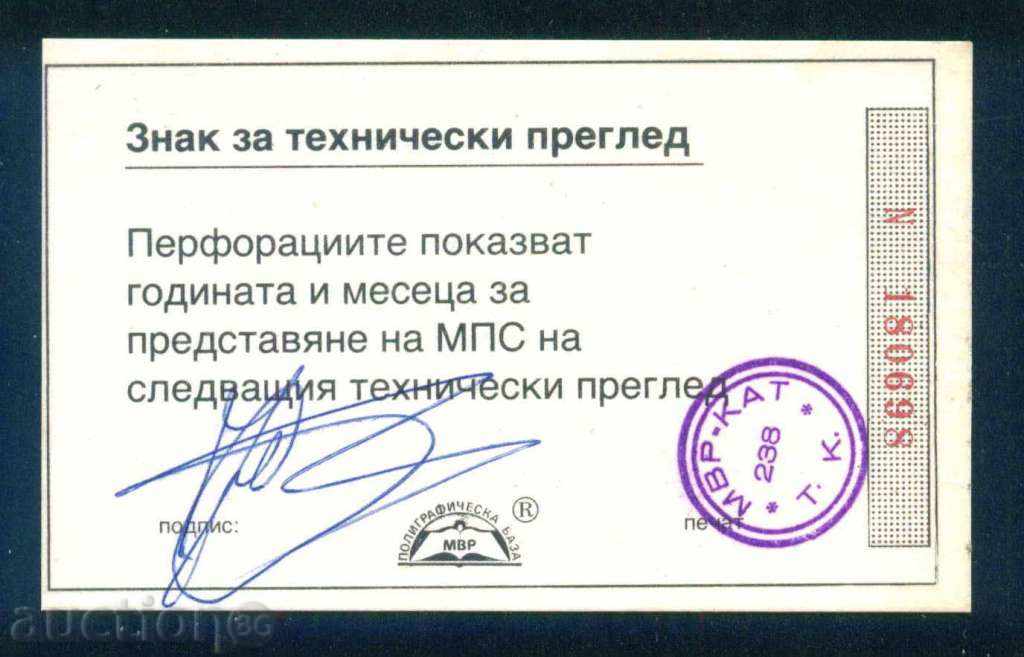 Знак за технически преглед
Перфорациите показват
годината и месеца за
представяне на МПС на
следващия технически преглед
подпис:
ПОЛИГРАФИЧЕСКА БАЗА
МВР
®
печат
* МВР-КАТ * Т. К.
238
N 180698
auction BG